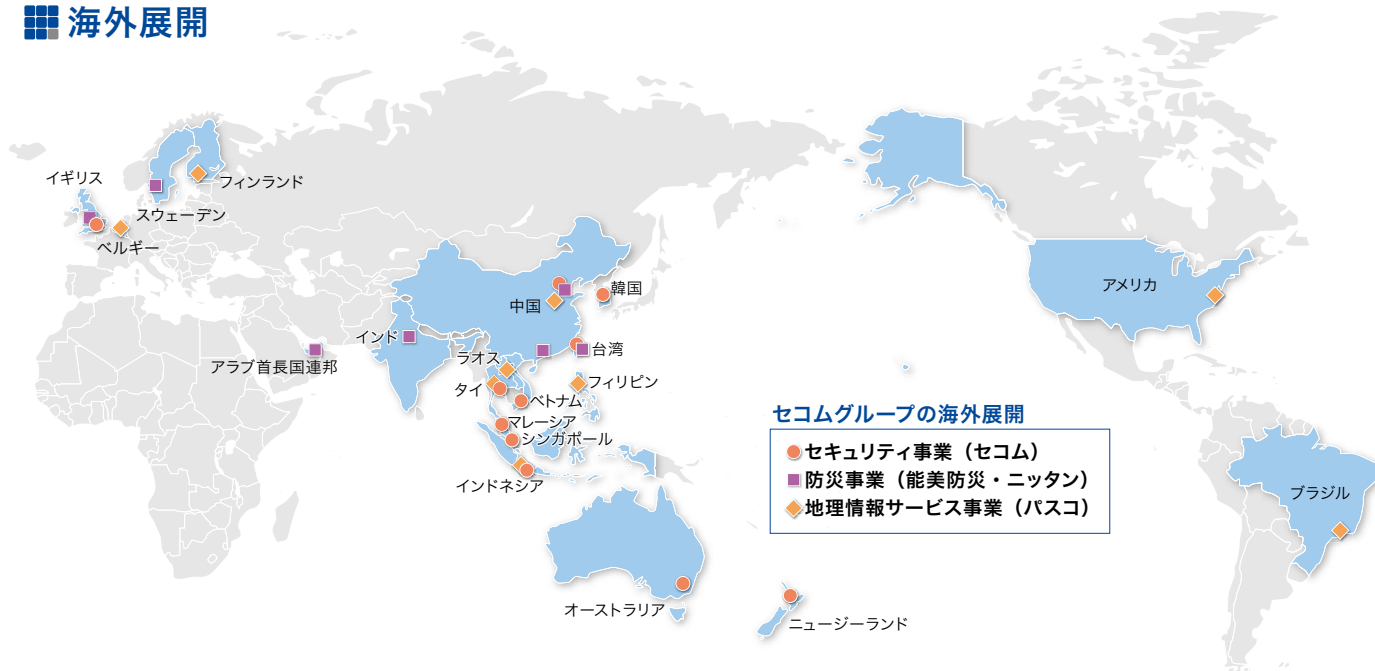 海外展開
イギリス
フィンランド
スウェーデン
ベルギー
アメリカ
韓国
中国
インド
台湾
ラオス
アラブ首長国連邦
タイ
フィリピン
ベトナム
マレーシア
シンガポール
インドネシア
セコムグループの海外展開
セキュリティ事業（セコム）
防災事業（能美防災・ニッタン）
地理情報サービス事業（パスコ）
ブラジル
オーストラリア
ニュージーランド